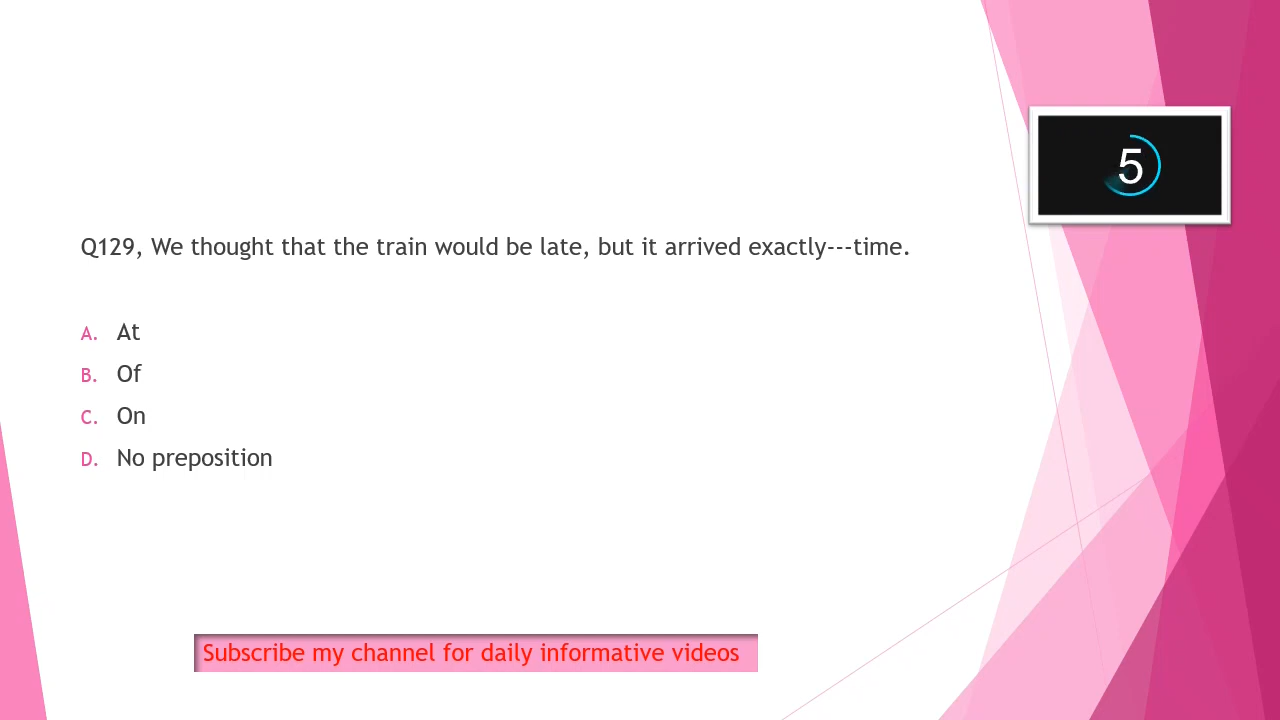 5
Q129, We thought that the train would be late, but it arrived exactly---time.
A. At
B. Of
C. On
D. No preposition
Subscribe my channel for daily informative videos